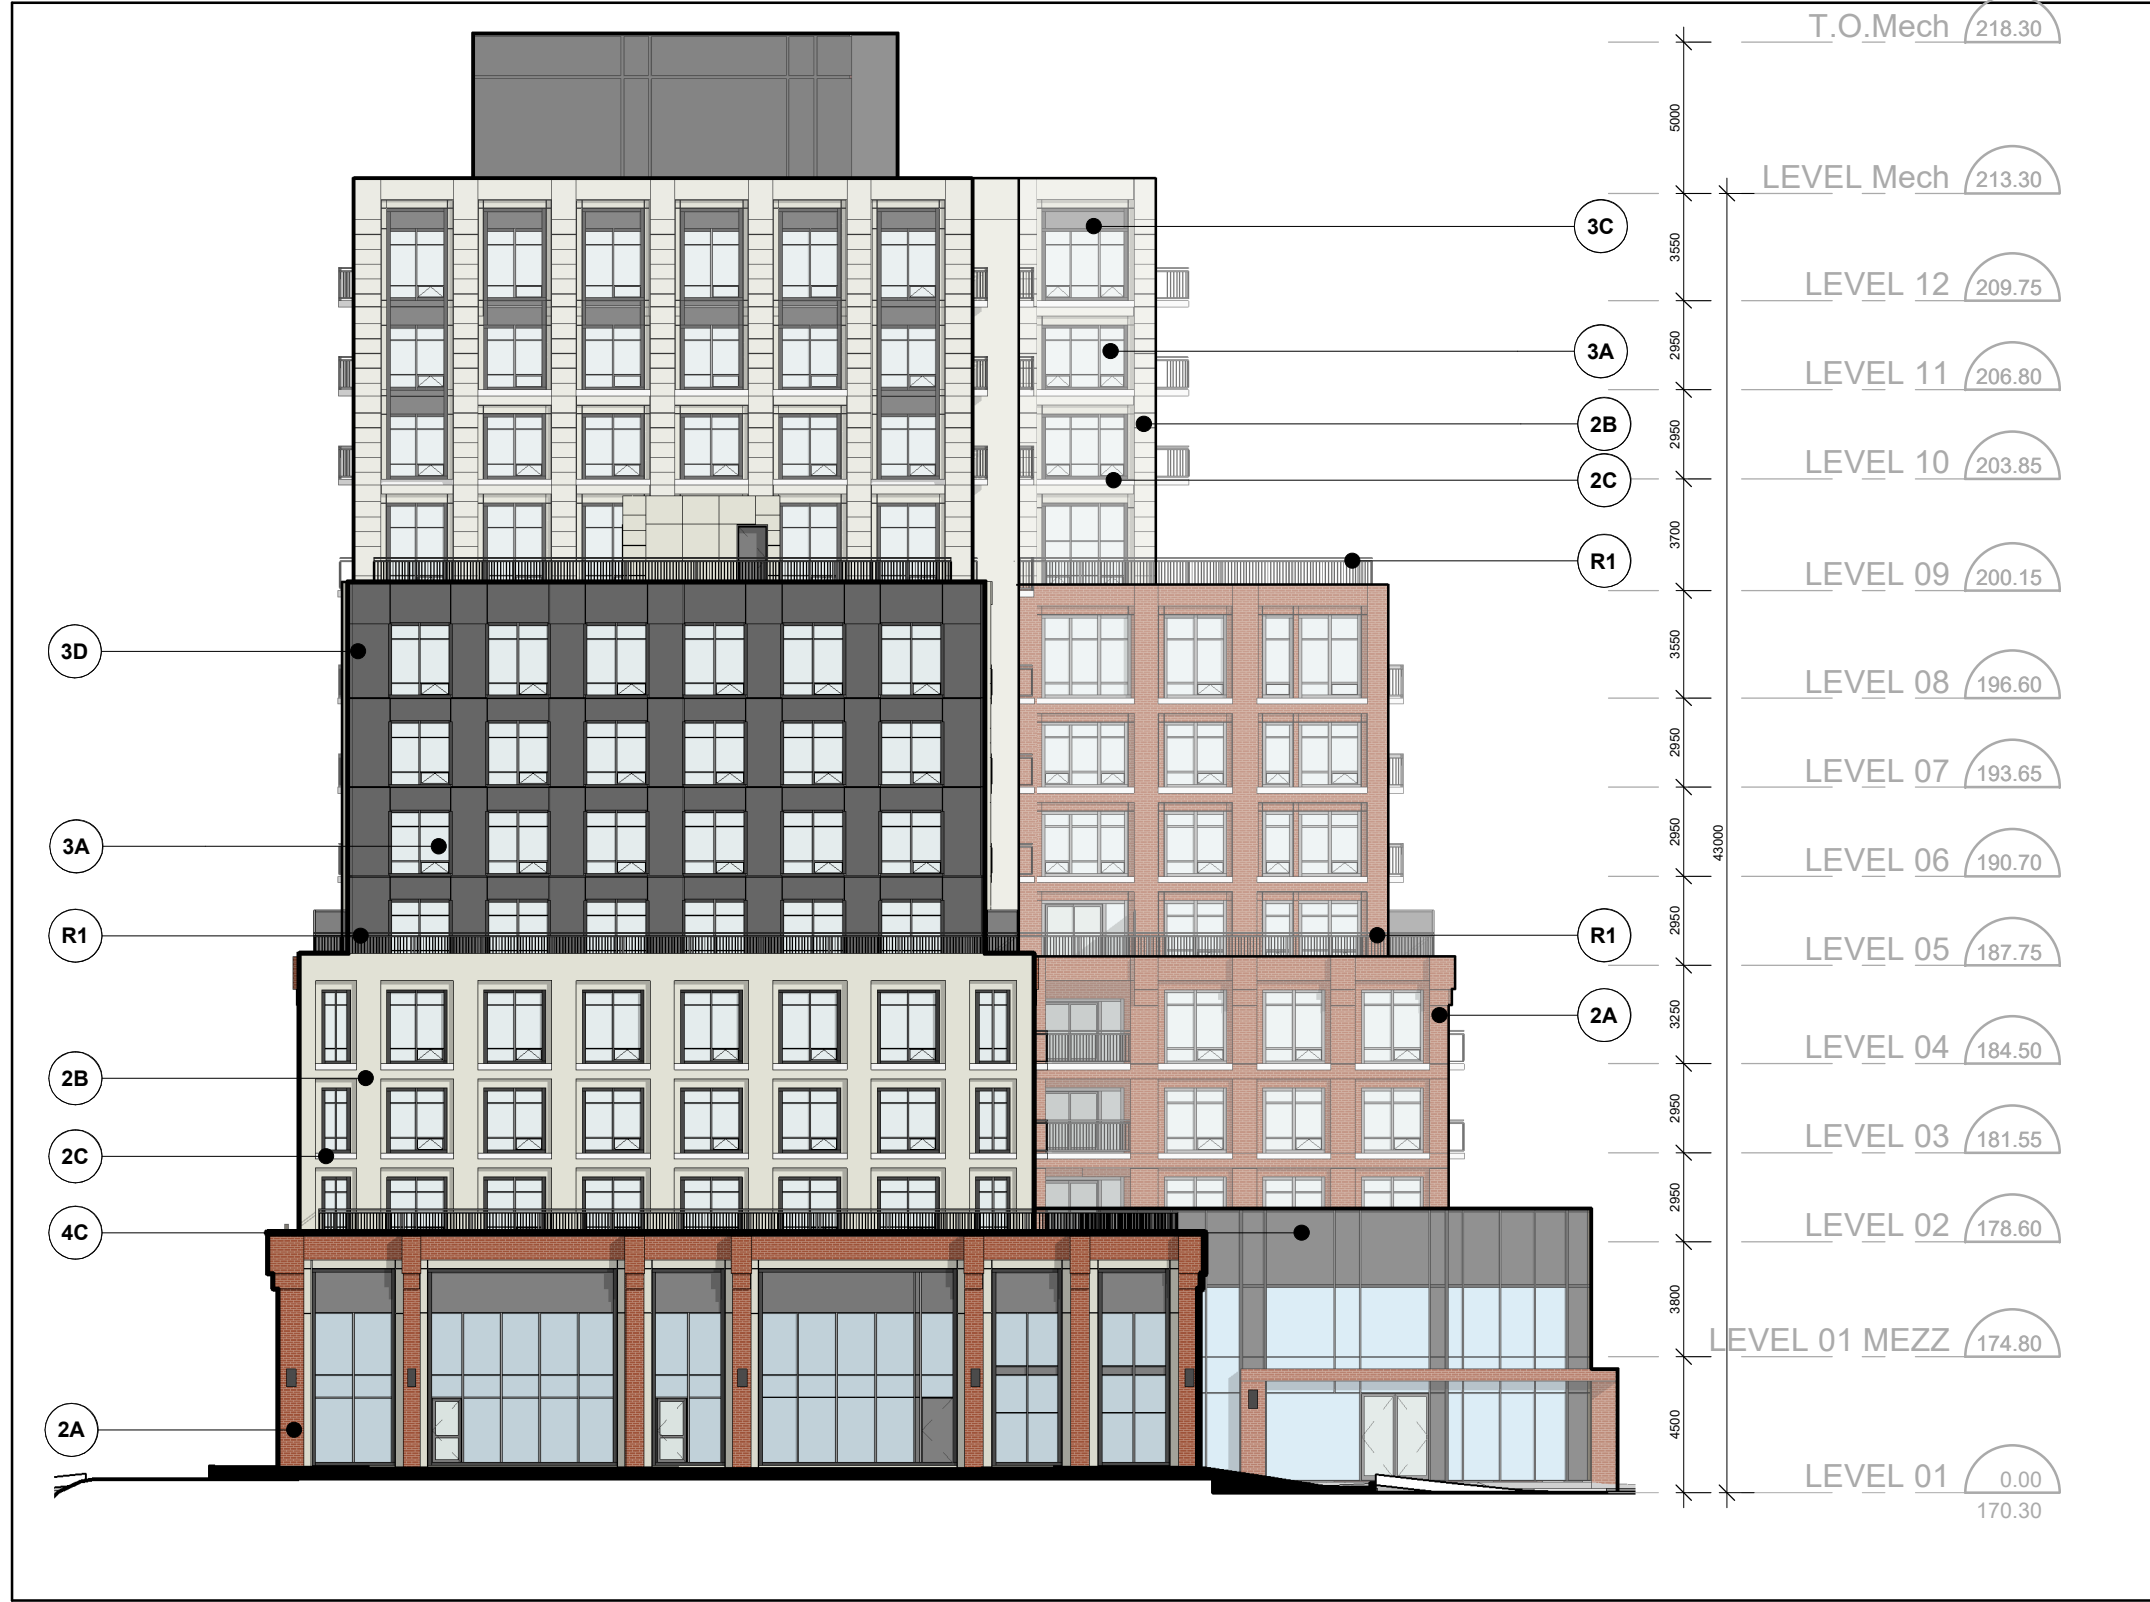 T.O.Mech 218.30
5000
LEVEL Mech 213.30
3C
3550
LEVEL 12 209.75
3A
2950
LEVEL 11 206.80
2B
2950
LEVEL 10 203.85
2C
3700
R1
LEVEL 09 200.15
3D
3550
LEVEL 08 196.60
2950
LEVEL 07 193.65
3A
2950
43000
LEVEL 06 190.70
R1
R1
2950
LEVEL 05 187.75
2A
3250
LEVEL 04 184.50
2B
2950
LEVEL 03 181.55
2C
2950
LEVEL 02 178.60
4C
3800
LEVEL 01 MEZZ 174.80
2A
4500
LEVEL 01 0.00
170.30